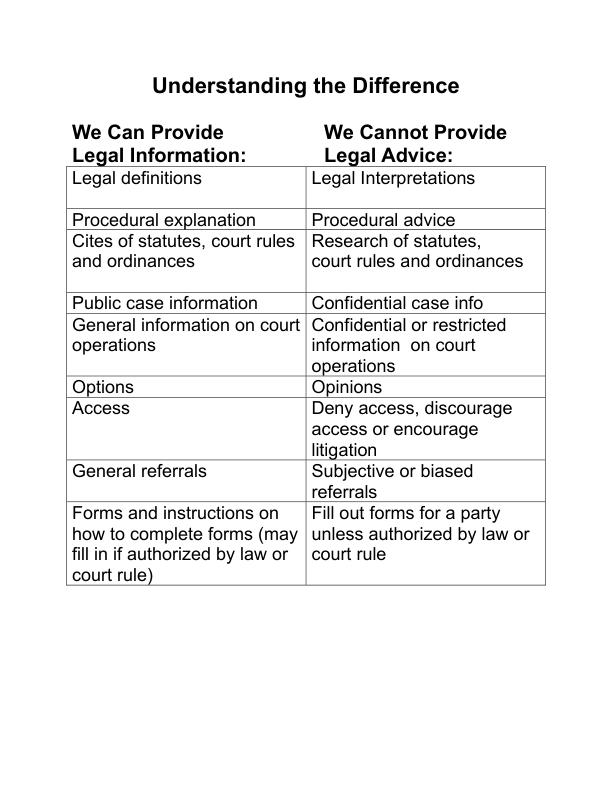 Understanding the Difference
We Can Provide
Legal Information:
We Cannot Provide
Legal Advice:
Legal definitions
Legal Interpretations
Procedural explanation
Procedural advice
Cites of statutes, court rules
and ordinances
Research of statutes,
court rules and ordinances
Public case information
Confidential case info
General information on court
operations
Confidential or restricted
information  on court
operations
Options
Opinions
Access
Deny access, discourage
access or encourage
litigation
General referrals
Subjective or biased
referrals
Forms and instructions on
how to complete forms (may
fill in if authorized by law or
court rule)
Fill out forms for a party
unless authorized by law or
court rule